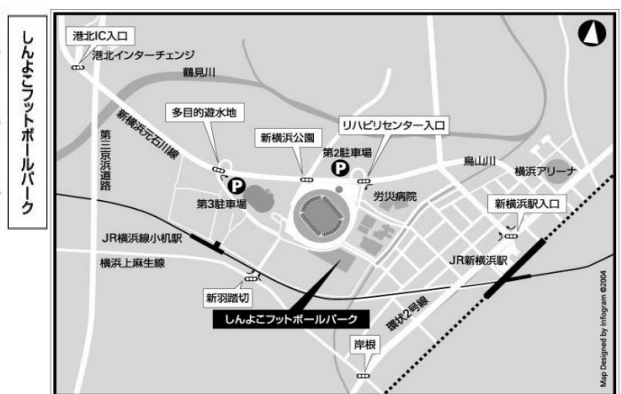 しんよこフットボールパーク
港北IC入口
港北インターチェンジ
鶴見川
多目的遊水地
新横浜元石川線
第三京浜道路
新横浜公園
第2駐車場
リハビリセンター入口
鳥山川
横浜アリーナ
P
P
第3駐車場
労災病院
新横浜駅入口
JR横浜線小机駅
JR新横浜駅
横浜上麻生線
新羽踏切
しんよこフットボールパーク
環状2号線
岸根
Map Designed by Infogram ©2004